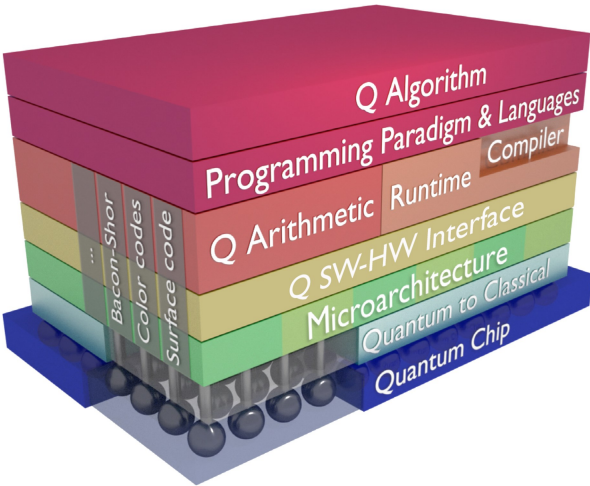 Q Algorithm
Programming Paradigm & Languages
Compiler
Q Arithmetic
Runtime
Q SW-HW Interface
Microarchitecture
Quantum to Classical
Quantum Chip
...
Bacon-Shor
Color codes
Surface code